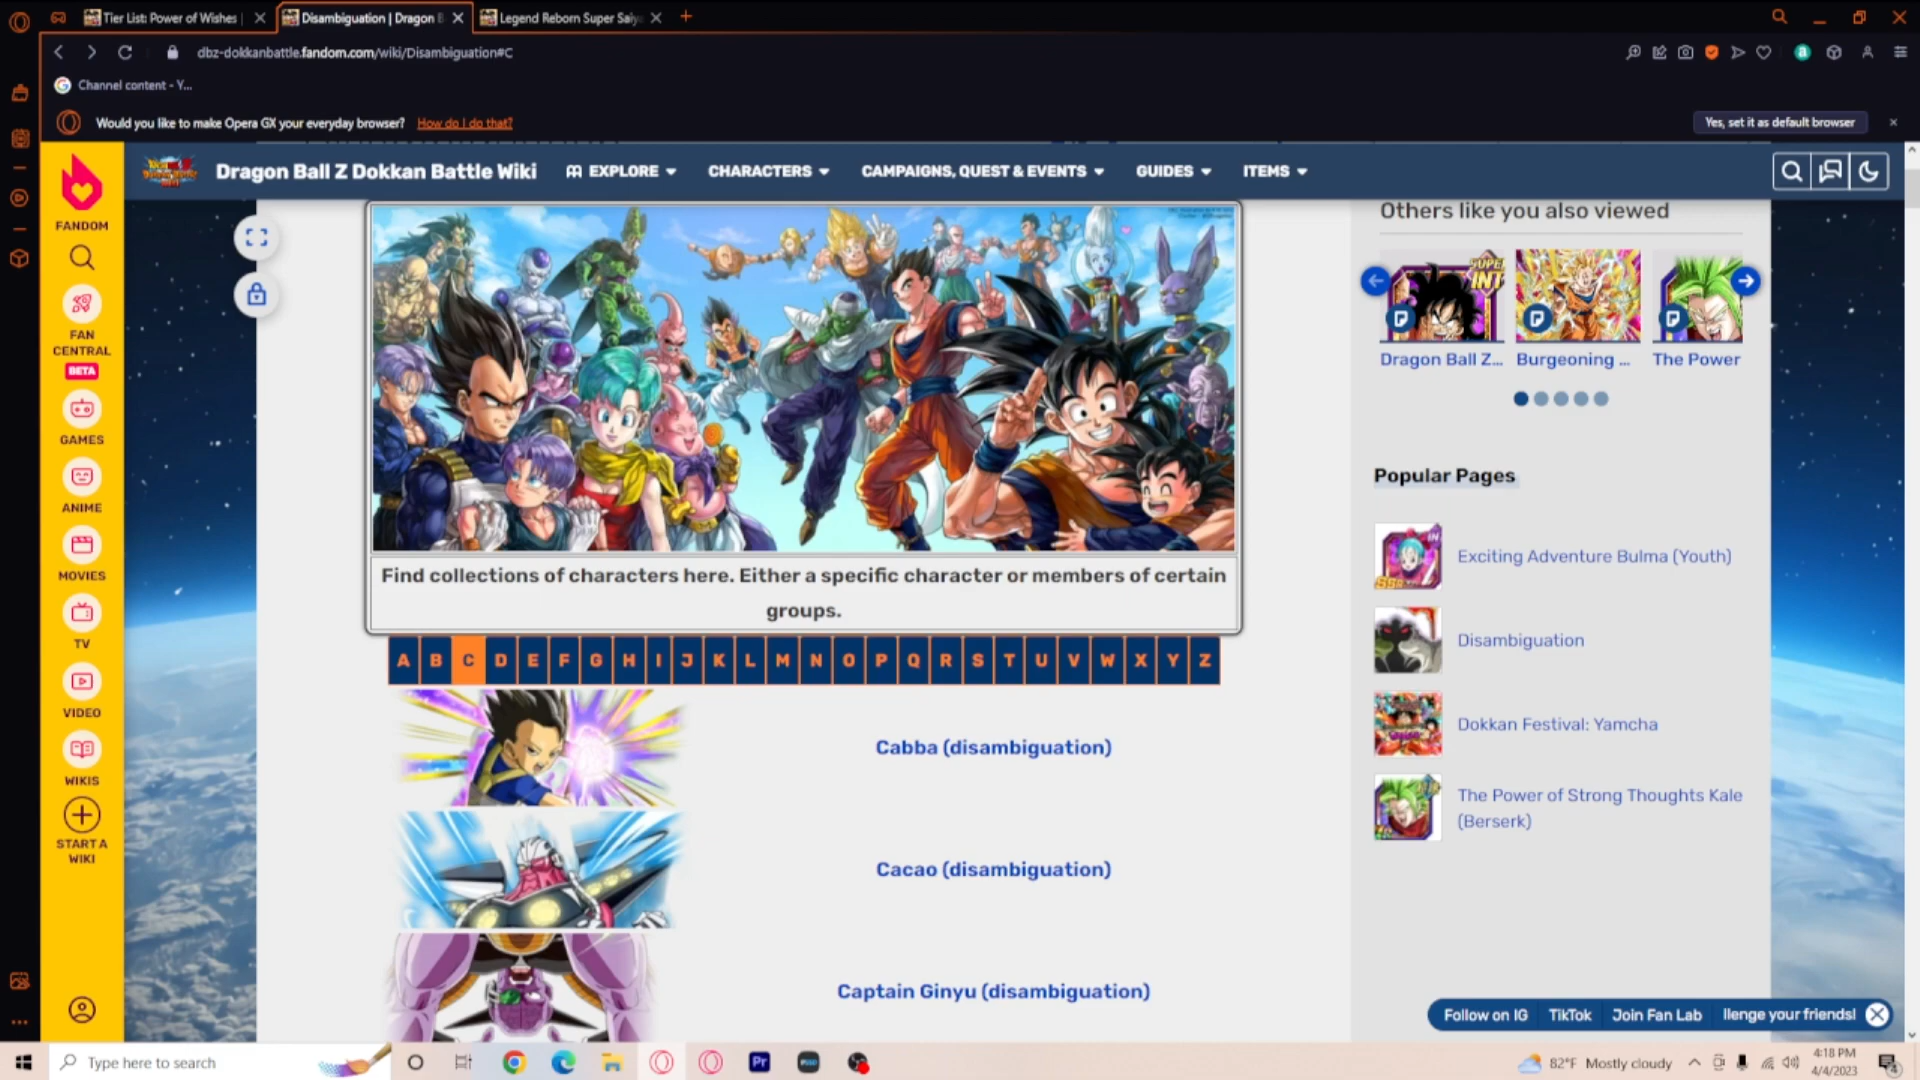 Tier List: Power of Wishes |
Disambiguation | Dragon B
Legend Reborn Super Saiy
dbz-dokkanbattle.fandom.com/wiki/Disambiguation#C
Channel content - Y...
Would you like to make Opera GX your everyday browser? How do I do that?
Yes, set it as default browser
Dragon Ball Z Dokkan Battle Wiki
EXPLORE
CHARACTERS
CAMPAIGNS, QUEST & EVENTS
GUIDES
ITEMS
FANDOM
FAN
CENTRAL
BETA
GAMES
ANIME
MOVIES
TV
VIDEO
WIKIS
START A
WIKI
Find collections of characters here. Either a specific character or members of certain
groups.
A B C D E F G H I J K L M N O P Q R S T U V W X Y Z
Cabba (disambiguation)
Cacao (disambiguation)
Captain Ginyu (disambiguation)
Others like you also viewed
SUPER
INT
Dragon Ball Z...
Burgeoning ...
The Power
Popular Pages
Exciting Adventure Bulma (Youth)
Disambiguation
Dokkan Festival: Yamcha
The Power of Strong Thoughts Kale
(Berserk)
Follow on IG
TikTok
Join Fan Lab
llenge your friends!
Type here to search
Pr
82°F Mostly cloudy
4:18 PM
4/4/2023